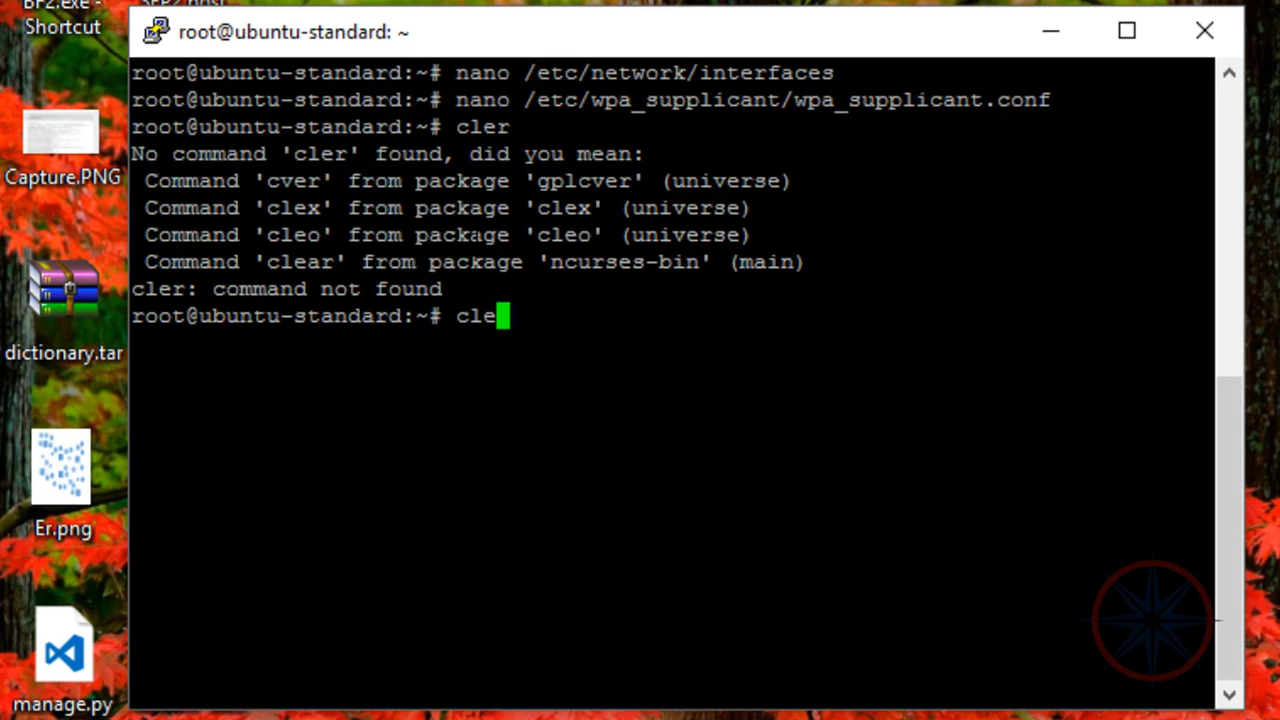 BF2.exe -
Shortcut
root@ubuntu-standard: ~
root@ubuntu-standard:~# nano /etc/network/interfaces
root@ubuntu-standard:~# nano /etc/wpa_supplicant/wpa_supplicant.conf
root@ubuntu-standard:~# cler
No command 'cler' found, did you mean:
 Command 'cver' from package 'gplcver' (universe)
 Command 'clex' from package 'clex' (universe)
 Command 'cleo' from package 'cleo' (universe)
 Command 'clear' from package 'ncurses-bin' (main)
cler: command not found
root@ubuntu-standard:~# cle
Capture.PNG
dictionary.tar
Er.png
manage.py